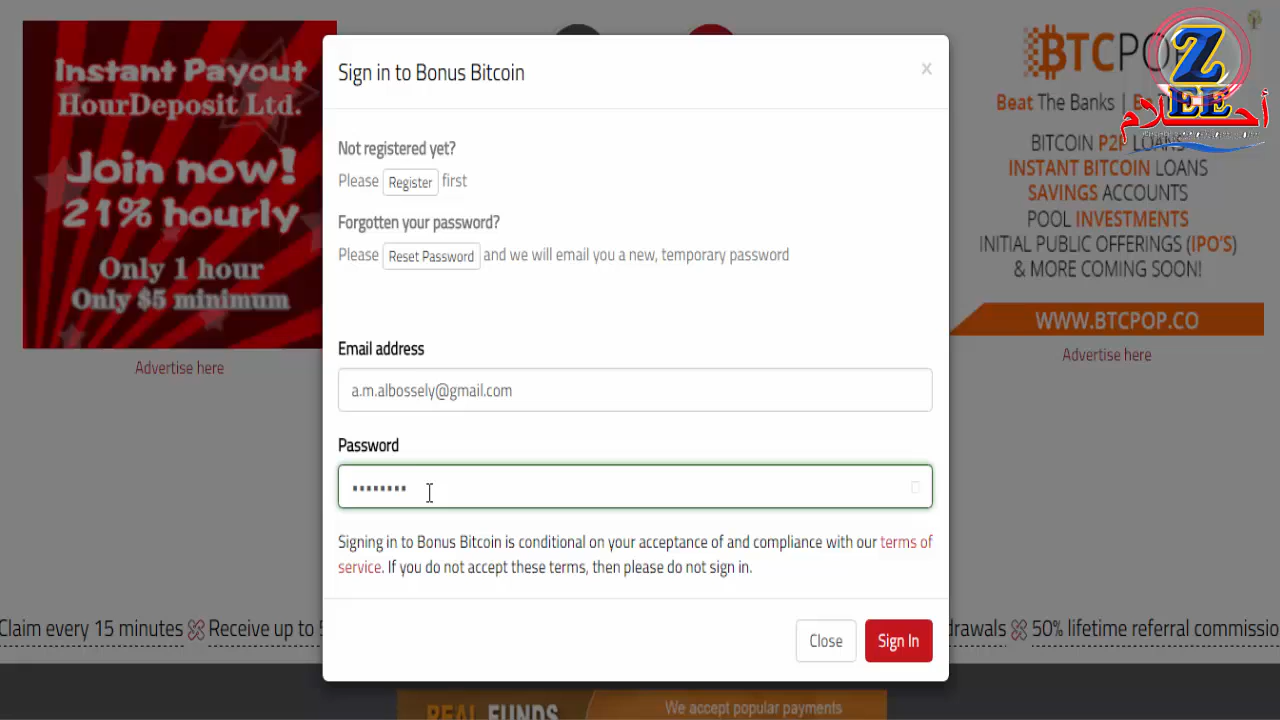 Instant Payout
HourDeposit Ltd.
Join now!
21% hourly
Only 1 hour
Only $5 minimum
Advertise here
Sign in to Bonus Bitcoin
x
Not registered yet?
Please Register first
Forgotten your password?
Please Reset Password and we will email you a new, temporary password
Email address
a.m.albossely@gmail.com
Password
Signing in to Bonus Bitcoin is conditional on your acceptance of and compliance with our terms of
service. If you do not accept these terms, then please do not sign in.
Close
Sign In
BTCPO
Beat The Banks |
BITCOIN P2P LOANS
INSTANT BITCOIN LOANS
SAVINGS ACCOUNTS
POOL INVESTMENTS
INITIAL PUBLIC OFFERINGS (IPO'S)
& MORE COMING SOON!
WWW.BTCPOP.CO
Advertise here
Z
EE
أحلام
Claim every 15 minutes Receive up to
drawals 50% lifetime referral commissio
REAL FUNDS
We accept popular payments